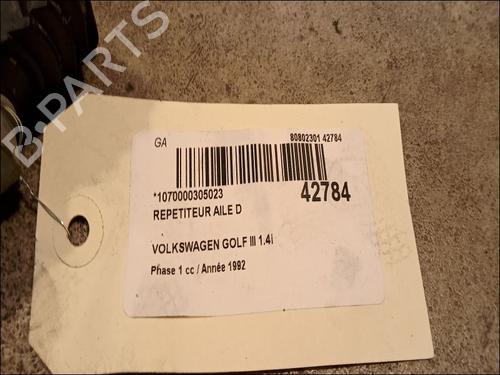 B-PARTS
GA
80802301 42784
*1070000305023
42784
REPETITEUR AILE D
VOLKSWAGEN GOLF III 1.4i
Phase 1 cc / Année 1992